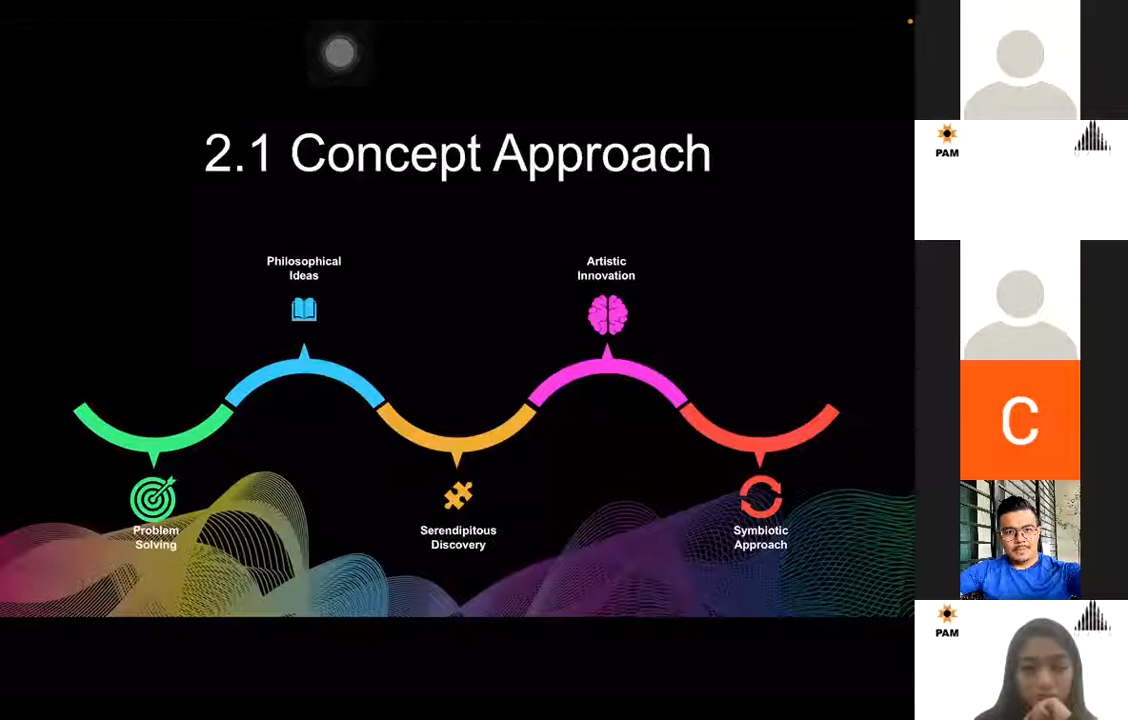 2.1 Concept Approach
Philosophical
Ideas
Artistic
Innovation
Problem
Solving
Serendipitous
Discovery
Symbiotic
Approach
PAM
C
PAM